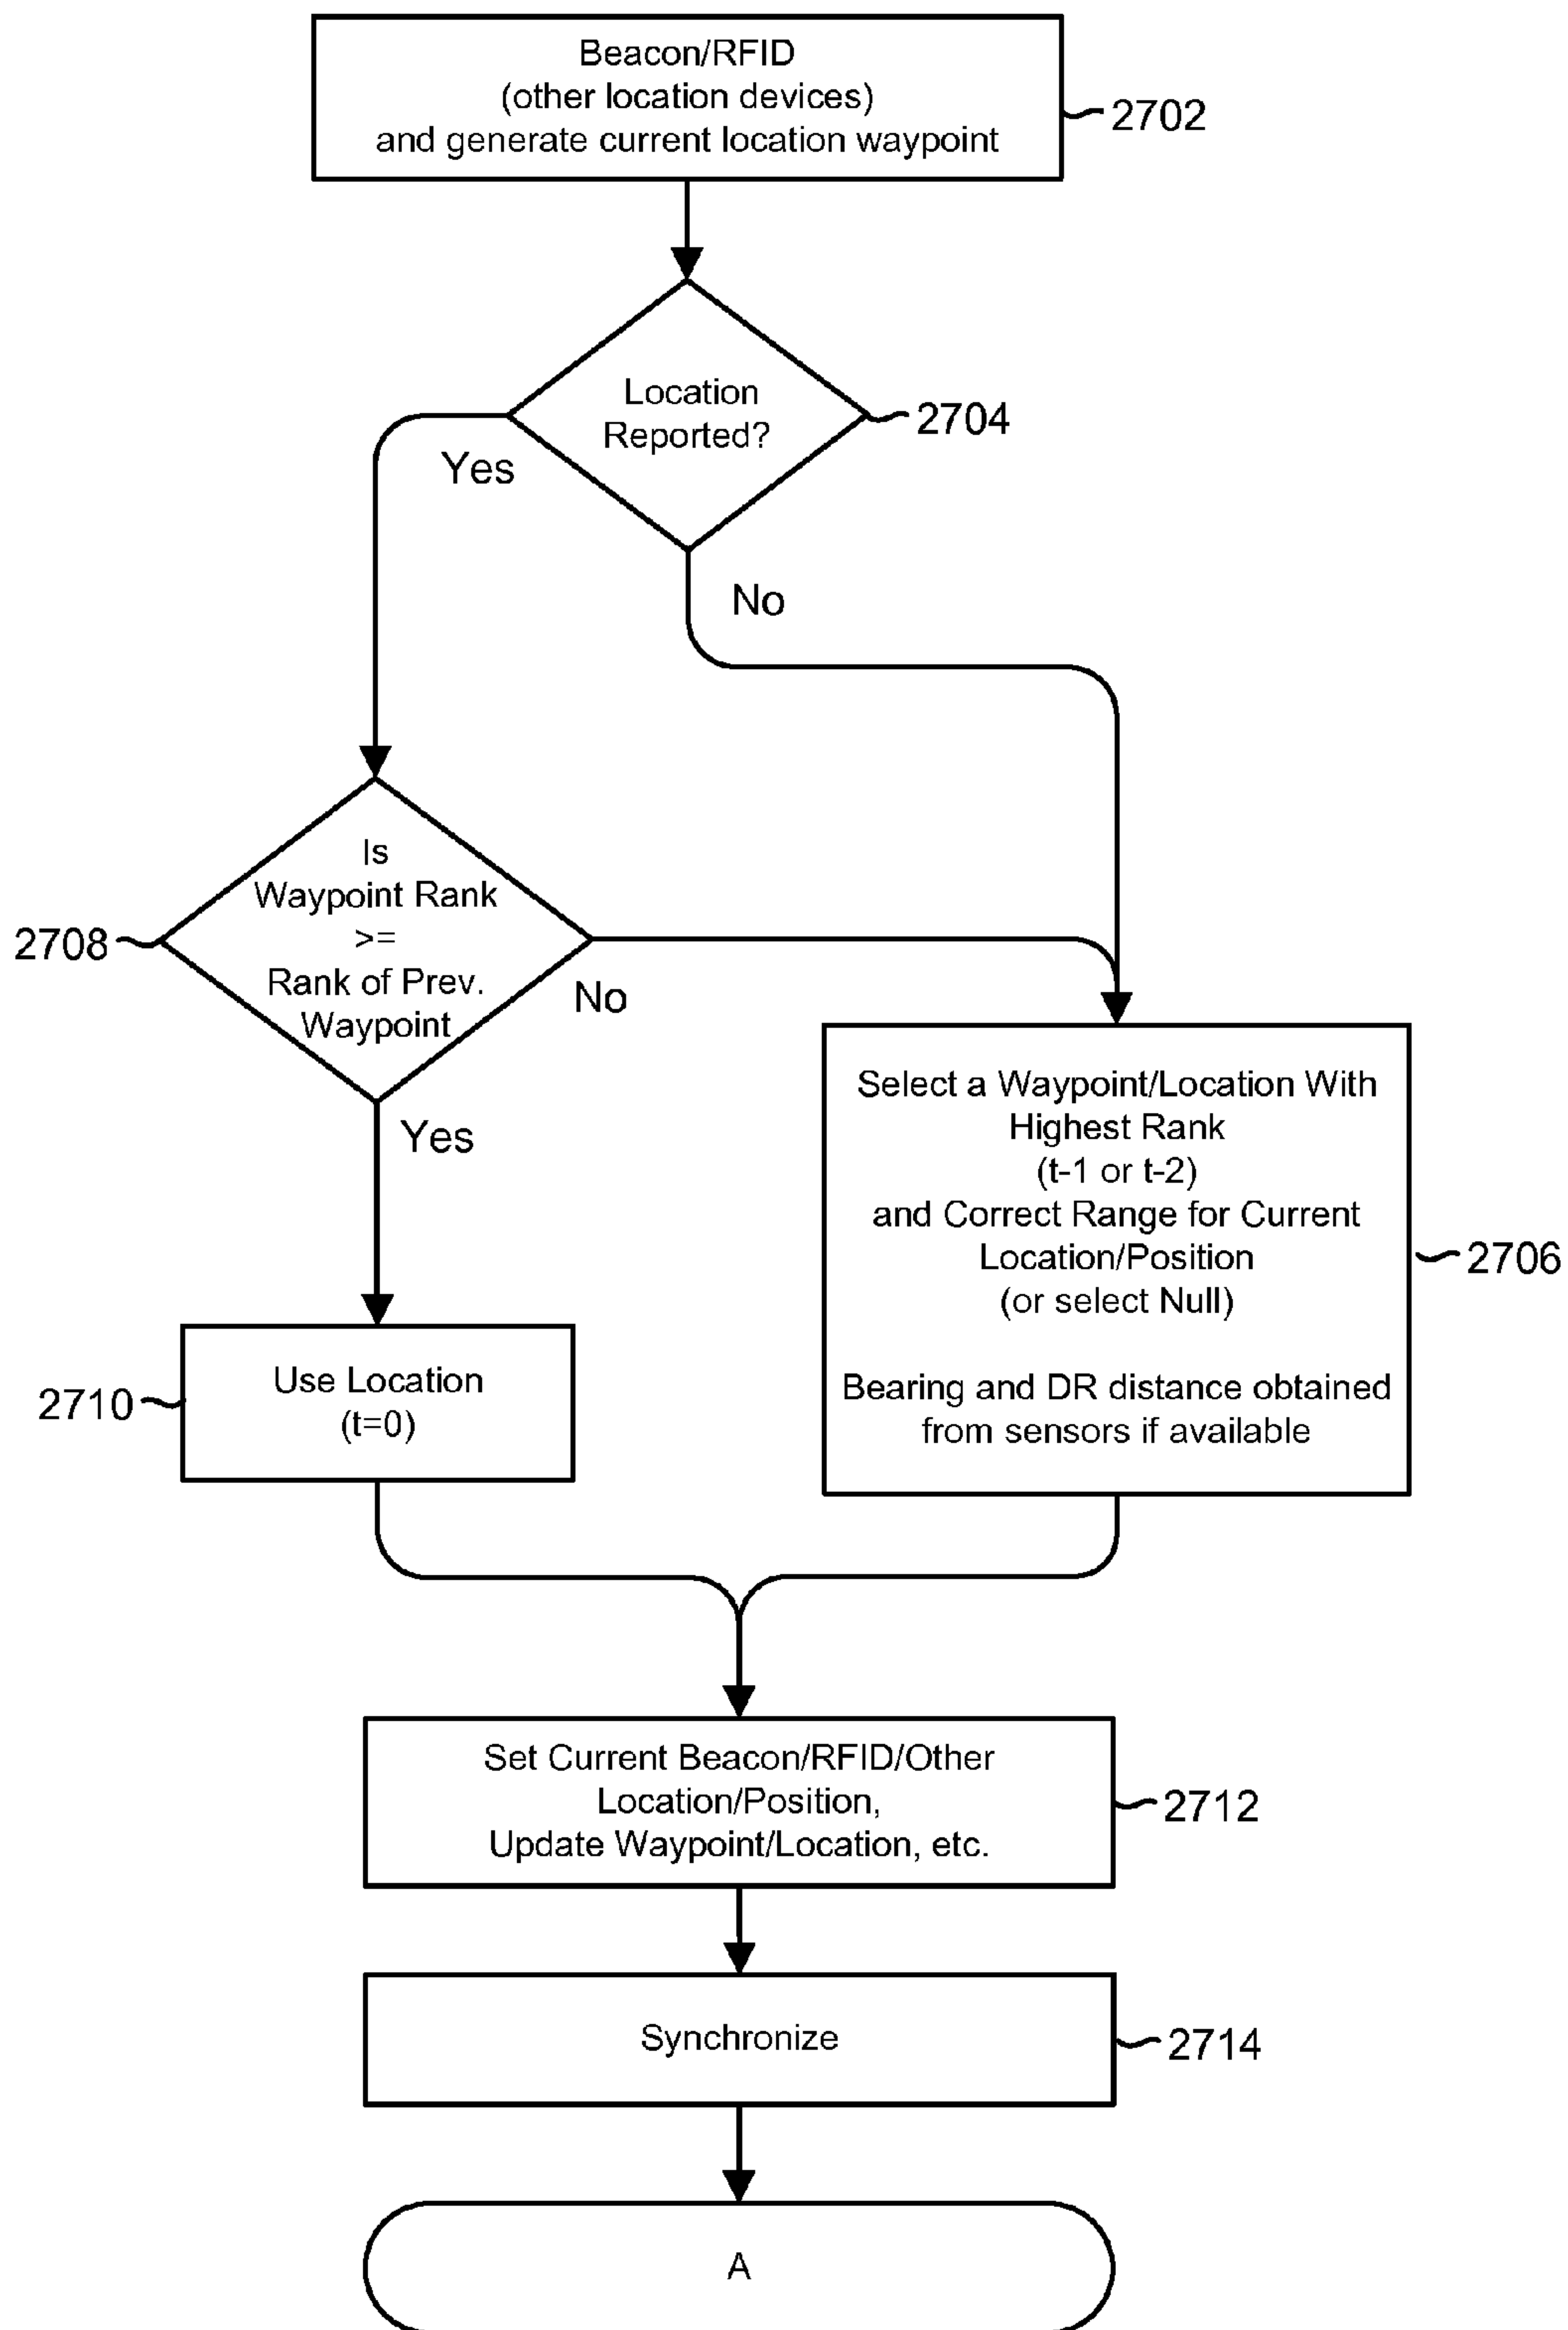 Beacon/RFID
(other location devices)
and generate current location waypoint
2702
Location
Reported?
2704
Yes
No
Is
Waypoint Rank
>=
Rank of Prev.
Waypoint
2708
No
Yes
Select a Waypoint/Location With
Highest Rank
(t-1 or t-2)
and Correct Range for Current
Location/Position
(or select Null)
Bearing and DR distance obtained
from sensors if available
2706
Use Location
(t=0)
2710
Set Current Beacon/RFID/Other
Location/Position,
Update Waypoint/Location, etc.
2712
Synchronize
2714
A